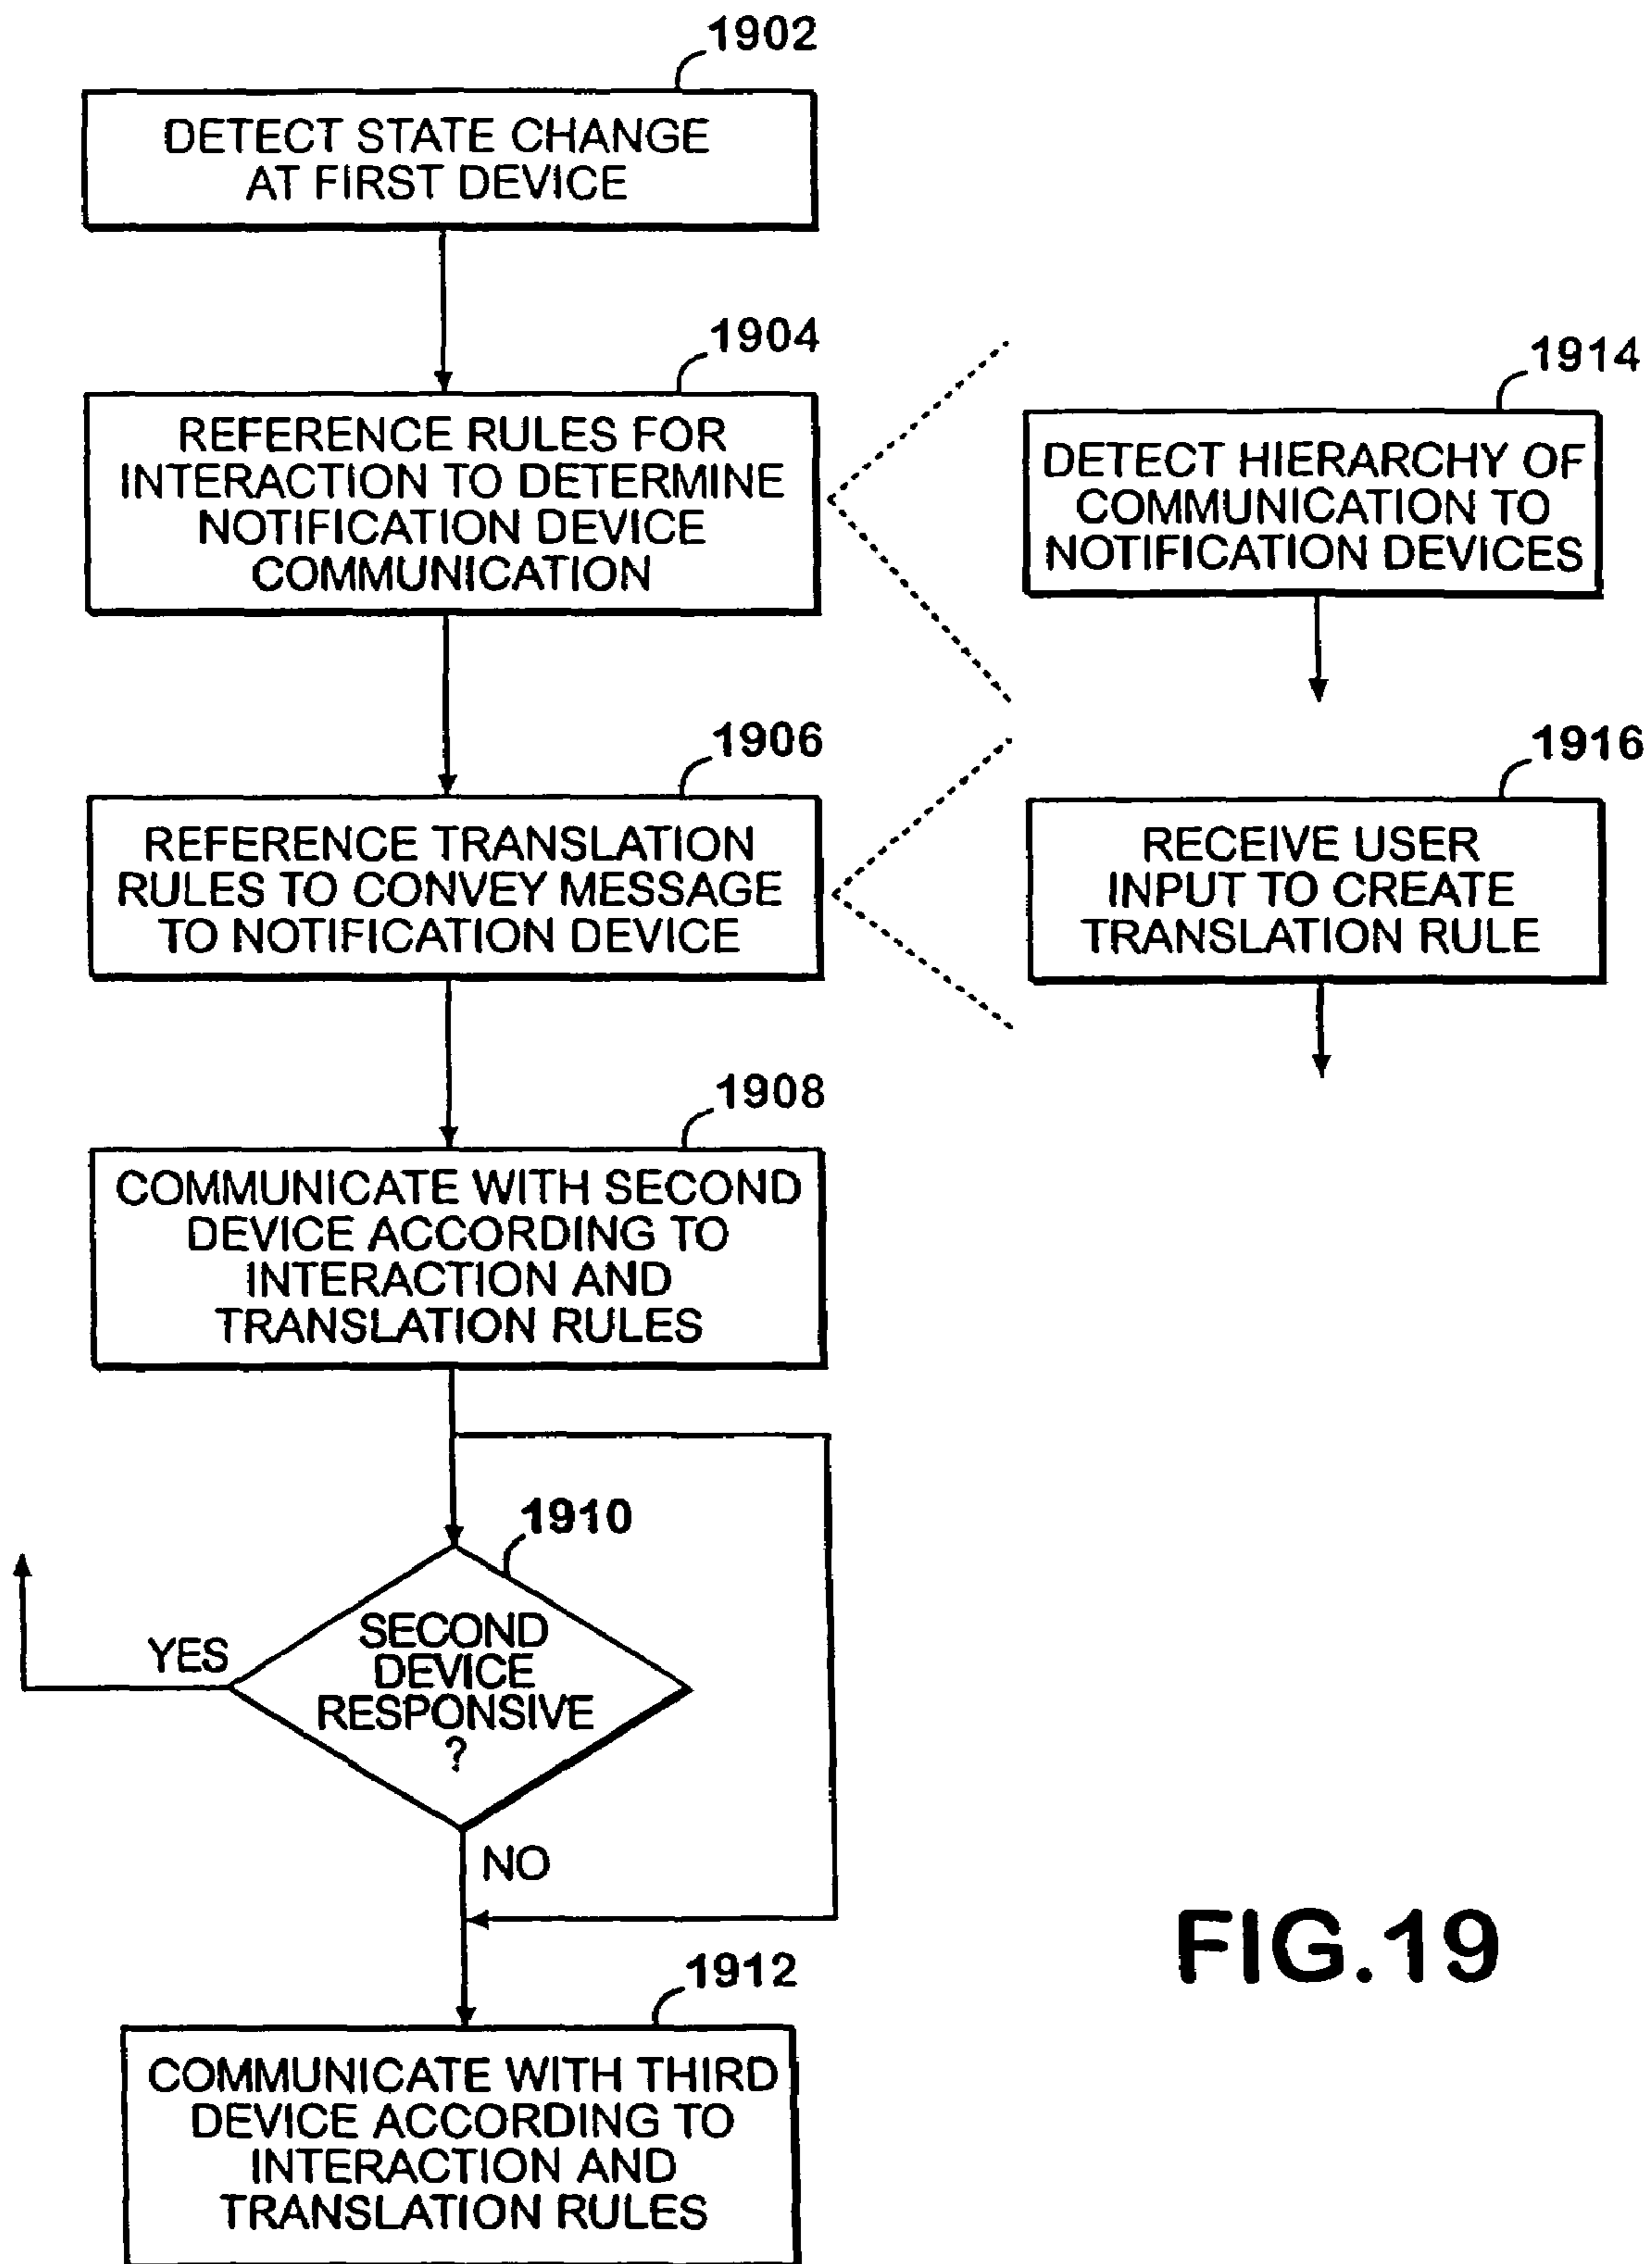 1902
DETECT STATE CHANGE
AT FIRST DEVICE
1904
REFERENCE RULES FOR
INTERACTION TO DETERMINE
NOTIFICATION DEVICE
COMMUNICATION
1914
DETECT HIERARCHY OF
COMMUNICATION TO
NOTIFICATION DEVICES
1906
REFERENCE TRANSLATION
RULES TO CONVEY MESSAGE
TO NOTIFICATION DEVICE
1916
RECEIVE USER
INPUT TO CREATE
TRANSLATION RULE
1908
COMMUNICATE WITH SECOND
DEVICE ACCORDING TO
INTERACTION AND
TRANSLATION RULES
1910
SECOND
DEVICE
RESPONSIVE
?
YES
NO
1912
COMMUNICATE WITH THIRD
DEVICE ACCORDING TO
INTERACTION AND
TRANSLATION RULES
FIG.19